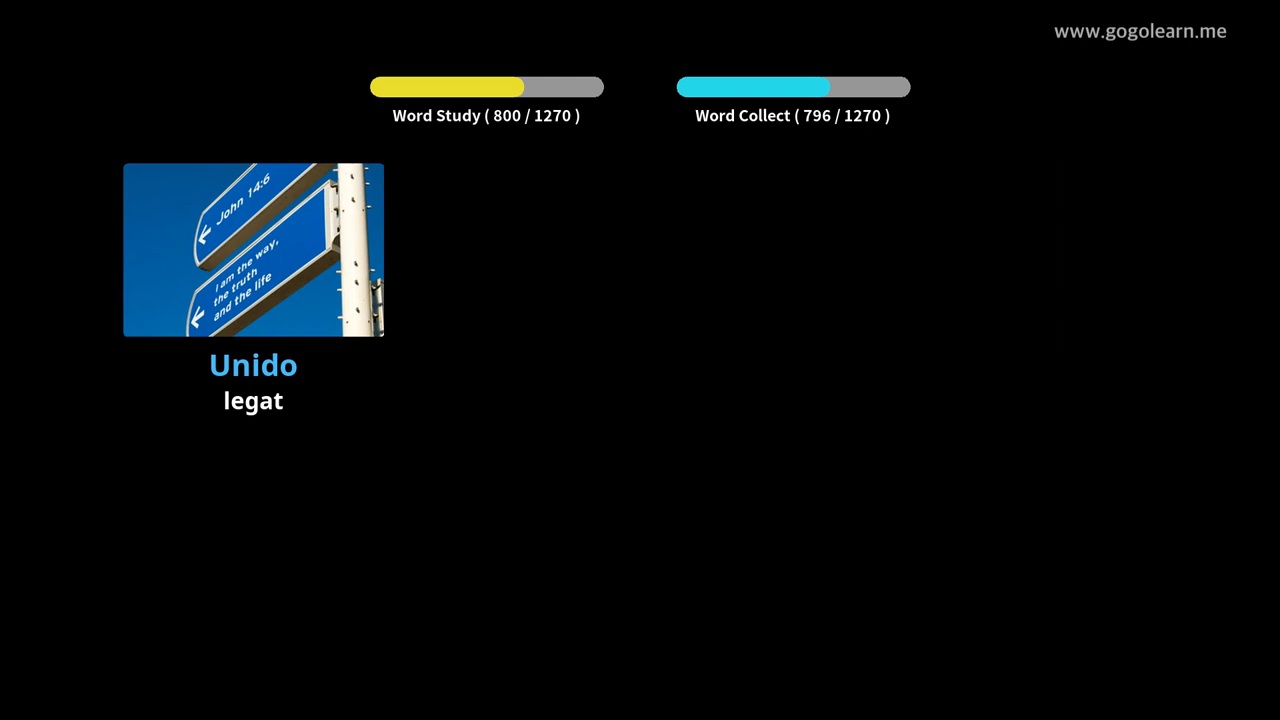 www.gogolearn.me
Word Study ( 800 / 1270 )
Word Collect ( 796 / 1270 )
John 14:6
I am the way,
the truth
and the life
Unido
legat